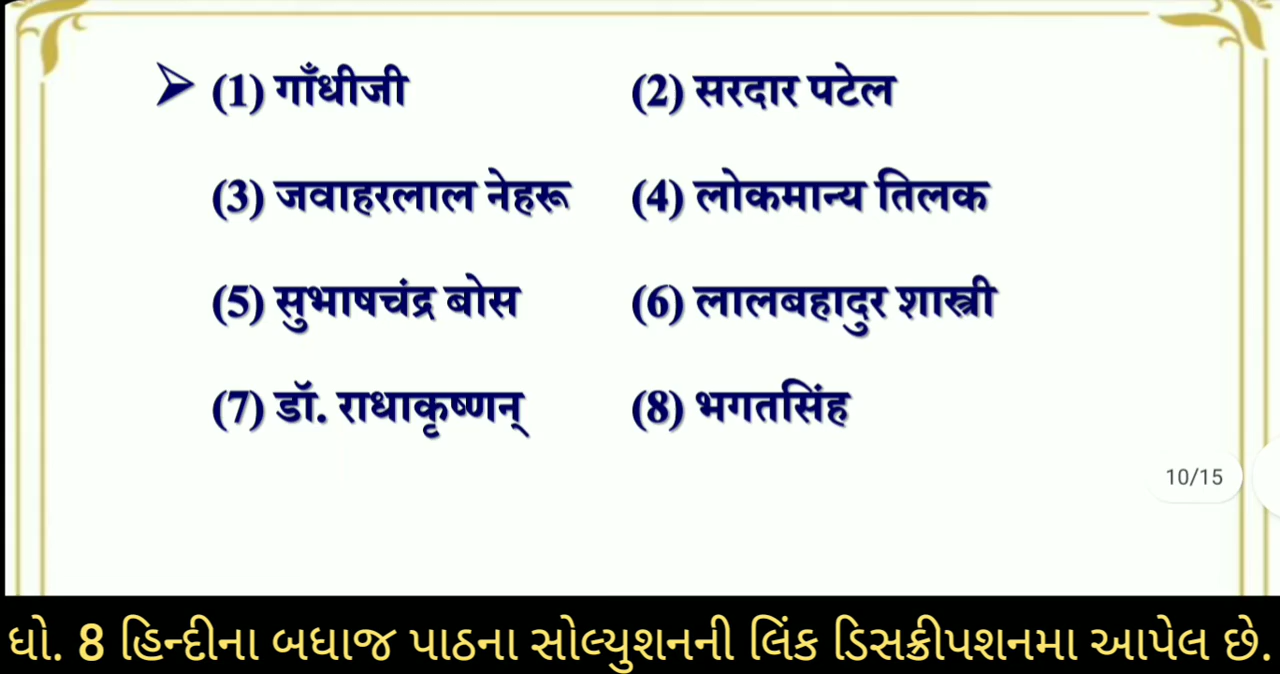 ➢ (1) गाँधीजी (2) सरदार पटेल
(3) जवाहरलाल नेहरू (4) लोकमान्य तिलक
(5) सुभाषचंद्र बोस (6) लालबहादुर शास्त्री
(7) डॉ. राधाकृष्णन् (8) भगतसिंह
10/15
ધો. 8 હિન્દીના બધાજ પાઠના સોલ્યુશનની લિંક ડિસક્રીપશનમા આપેલ છે.